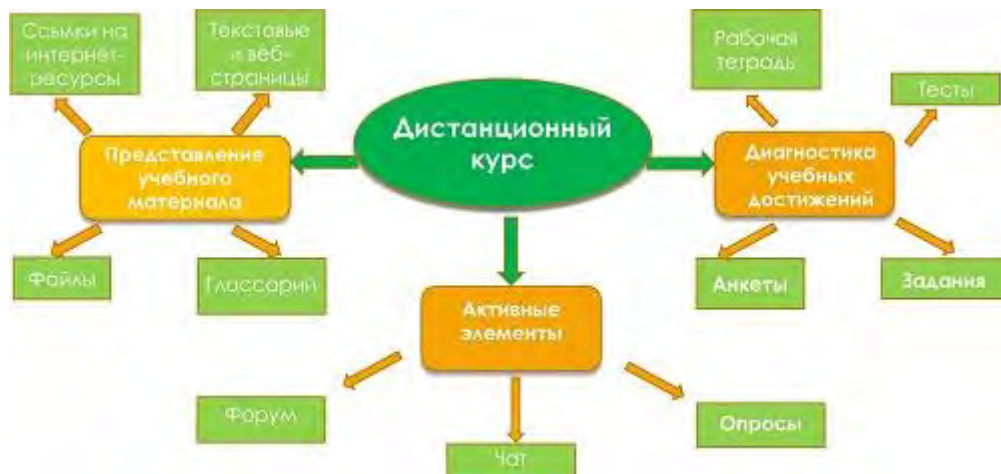 Ссылки на
интернет-
ресурсы
Текстовые
и веб-
страницы
Рабочая
тетрадь
Тесты
Дистанционный
курс
Представление
учебного
материала
Диагностика
учебных
достижений
Файлы
Глоссарий
Анкеты
Задания
Активные
элементы
Форум
Чат
Опросы